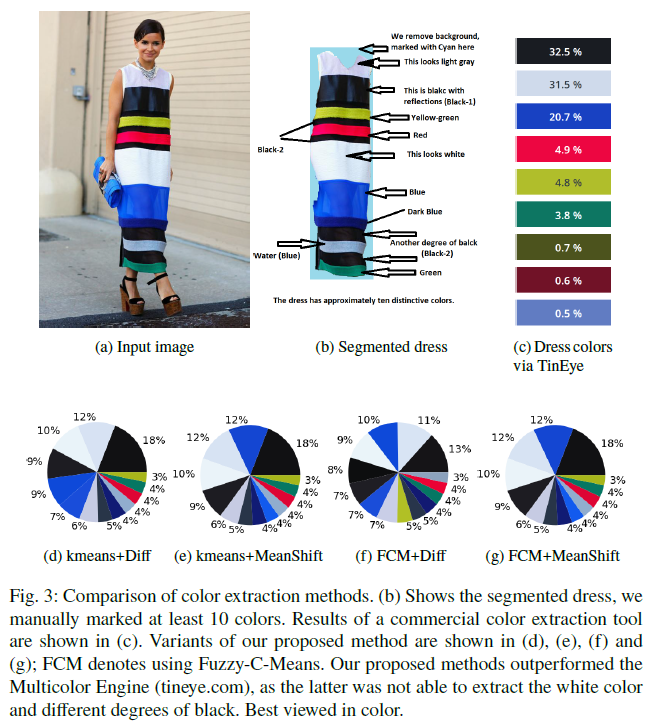 We remove background,
marked with Cyan here
This looks light gray
This is blakc with
reflections (Black-1)
Yellow-green
Red
Black-2
This looks white
Blue
Dark Blue
Another degree of balck
(Black-2)
Water (Blue)
Green
The dress has approximately ten distinctive colors.
32.5 %
31.5 %
20.7 %
4.9 %
4.8 %
3.8 %
0.7 %
0.6 %
0.5 %
(a) Input image
(b) Segmented dress
(c) Dress colors
via TinEye
12%
10%
18%
9%
3%
4%
4%
9%
4%
4%
7%
6%
5%
12%
12%
18%
10%
3%
4%
4%
4%
9%
4%
6%
5%
4%
10%
11%
9%
13%
8%
3%
4%
4%
7%
4%
5%
7%
5%
12%
12%
18%
10%
3%
4%
4%
4%
9%
4%
6%
5%
4%
(d) kmeans+Diff
(e) kmeans+MeanShift
(f) FCM+Diff
(g) FCM+MeanShift
Fig. 3: Comparison of color extraction methods. (b) Shows the segmented dress, we
manually marked at least 10 colors. Results of a commercial color extraction tool
are shown in (c). Variants of our proposed method are shown in (d), (e), (f) and
(g); FCM denotes using Fuzzy-C-Means. Our proposed methods outperformed the
Multicolor Engine (tineye.com), as the latter was not able to extract the white color
and different degrees of black. Best viewed in color.